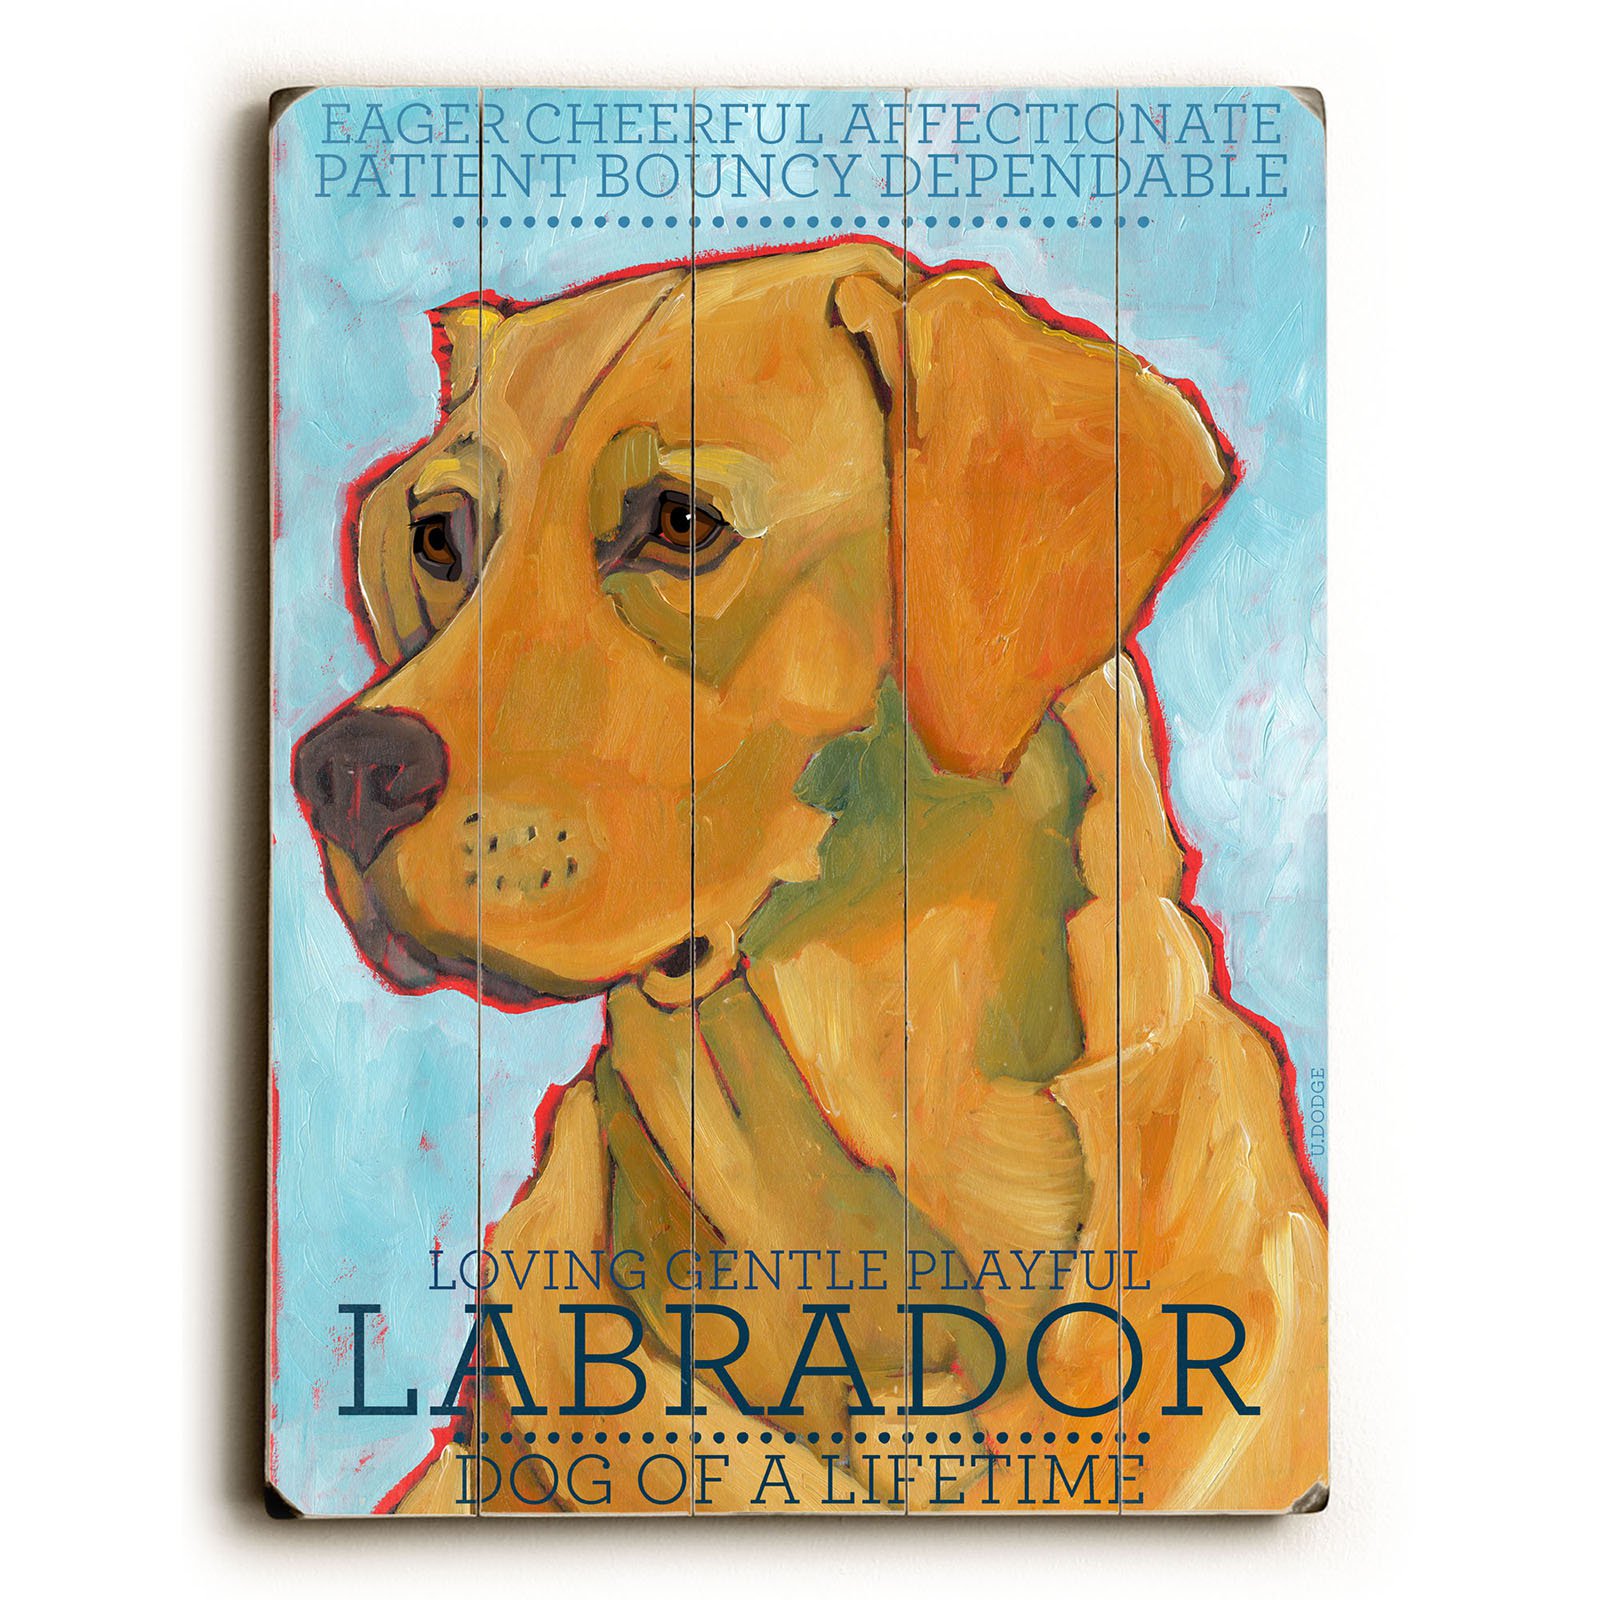 EAGER CHEERFUL AFFECTIONATE
PATIENT BOUNCY DEPENDABLE
U.DODGE
LOVING GENTLE PLAYFUL
LABRADOR
DOG OF A LIFETIME